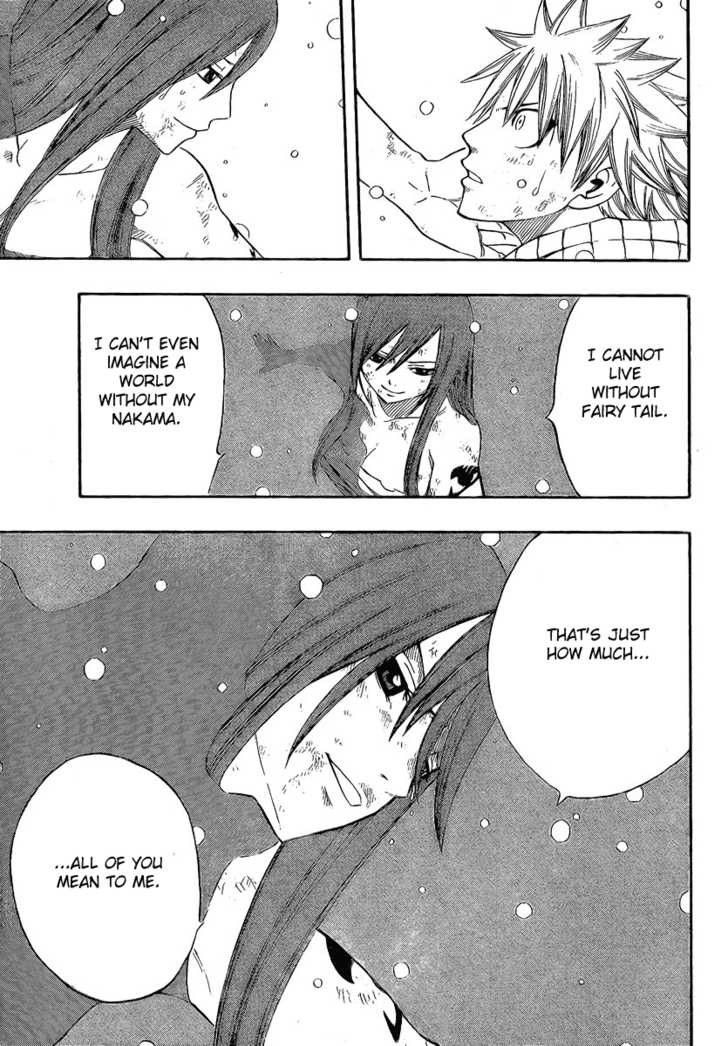 I CANNOT
LIVE
WITHOUT
FAIRY TAIL.
I CAN'T EVEN
IMAGINE A
WORLD
WITHOUT MY
NAKAMA.
THAT'S JUST
HOW MUCH...
...ALL OF YOU
MEAN TO ME.